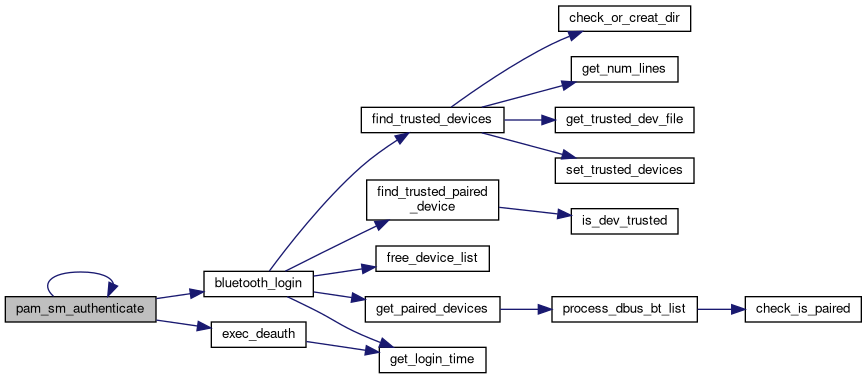 check_or_creat_dir
get_num_lines
find_trusted_devices
get_trusted_dev_file
set_trusted_devices
find_trusted_paired
_device
is_dev_trusted
free_device_list
bluetooth_login
pam_sm_authenticate
get_paired_devices
process_dbus_bt_list
check_is_paired
exec_deauth
get_login_time